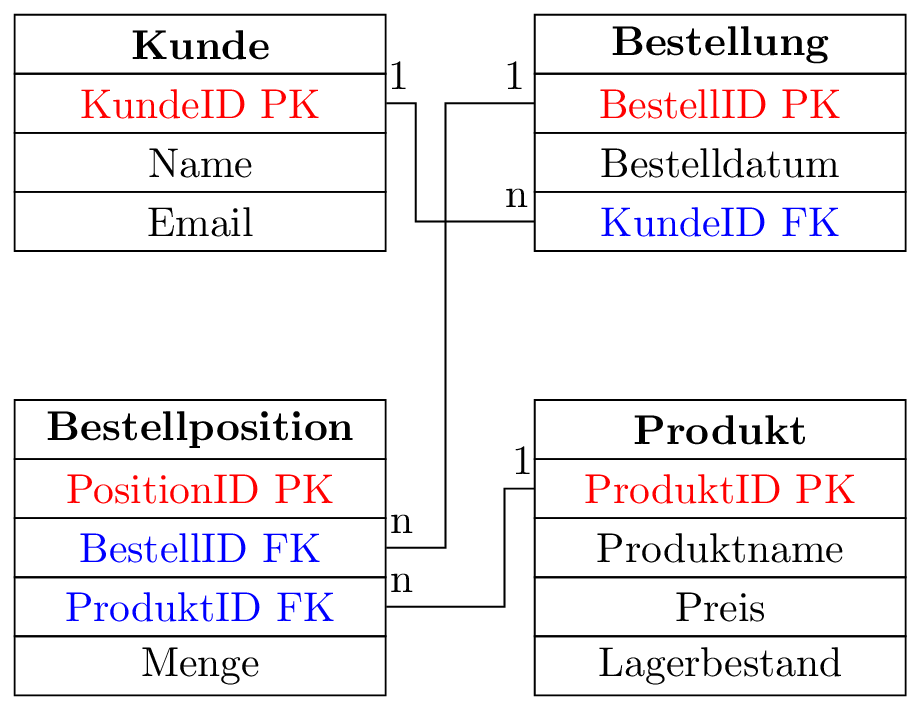 Kunde
KundeID PK
Name
Email
1
Bestellung
BestellID PK
Bestelldatum
KundeID FK
1
n
Bestellposition
PositionID PK
BestellID FK
ProduktID FK
Menge
n
n
Produkt
ProduktID PK
Produktname
Preis
Lagerbestand
1